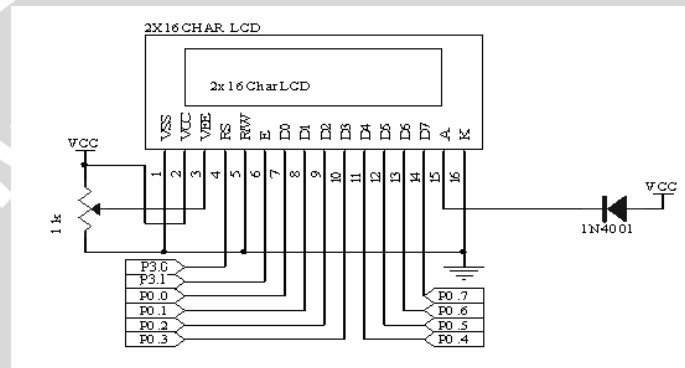 2X16 CHAR LCD
2x16CharLCD
VSS VCC VEE RS R/W E D0 D1 D2 D3 D4 D5 D6 D7 A K
1 2 3 4 5 6 7 8 9 10 11 12 13 14 15 16
VCC
1k
VCC
1N4001
P3.0
P3.1
P0.0
P0.1
P0.2
P0.3
P0.7
P0.6
P0.5
P0.4